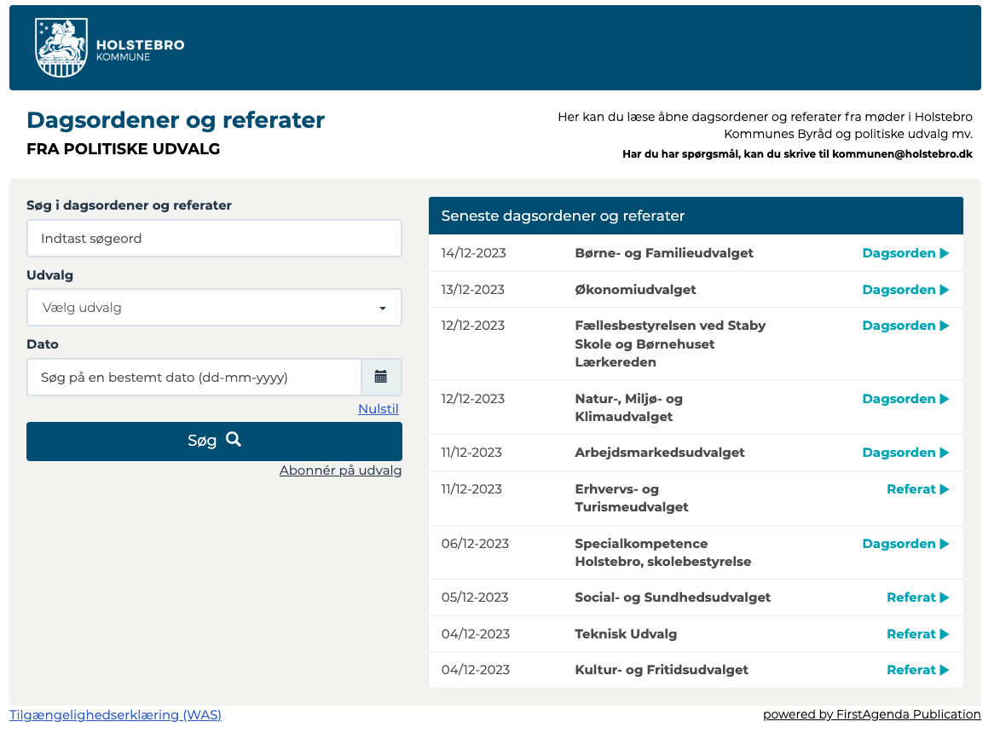 HOLSTEBRO
KOMMUNE
Dagsordener og referater
FRA POLITISKE UDVALG
Her kan du læse åbne dagsordener og referater fra møder i Holstebro
Kommunes Byråd og politiske udvalg mv.
Har du har spørgsmål, kan du skrive til kommunen@holstebro.dk
Søg i dagsordener og referater
Indtast søgeord
Udvalg
Vælg udvalg
Dato
Søg på en bestemt dato (dd-mm-yyyy)
Nulstil
Søg
Abonnér på udvalg
Seneste dagsordener og referater
14/12-2023 Børne- og Familieudvalget Dagsorden
13/12-2023 Økonomiudvalget Dagsorden
12/12-2023 Fællesbestyrelsen ved Staby Dagsorden
Skole og Børnehuset
Lærkereden
12/12-2023 Natur-, Miljø- og Dagsorden
Klimaudvalget
11/12-2023 Arbejdsmarkedsudvalget Dagsorden
11/12-2023 Erhvervs- og Referat
Turismeudvalget
06/12-2023 Specialkompetence Dagsorden
Holstebro, skolebestyrelse
05/12-2023 Social- og Sundhedsudvalget Referat
04/12-2023 Teknisk Udvalg Referat
04/12-2023 Kultur- og Fritidsudvalget Referat
Tilgængelighedserklæring (WAS)
powered by FirstAgenda Publication